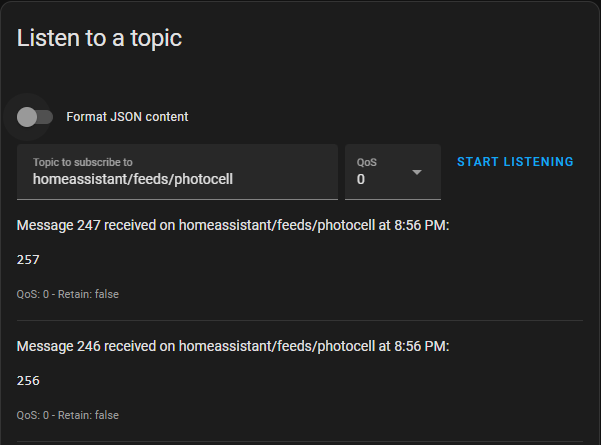 Listen to a topic
Format JSON content
Topic to subscribe to
homeassistant/feeds/photocell
QoS
0
START LISTENING
Message 247 received on homeassistant/feeds/photocell at 8:56 PM:
257
QoS: 0 - Retain: false
Message 246 received on homeassistant/feeds/photocell at 8:56 PM:
256
QoS: 0 - Retain: false